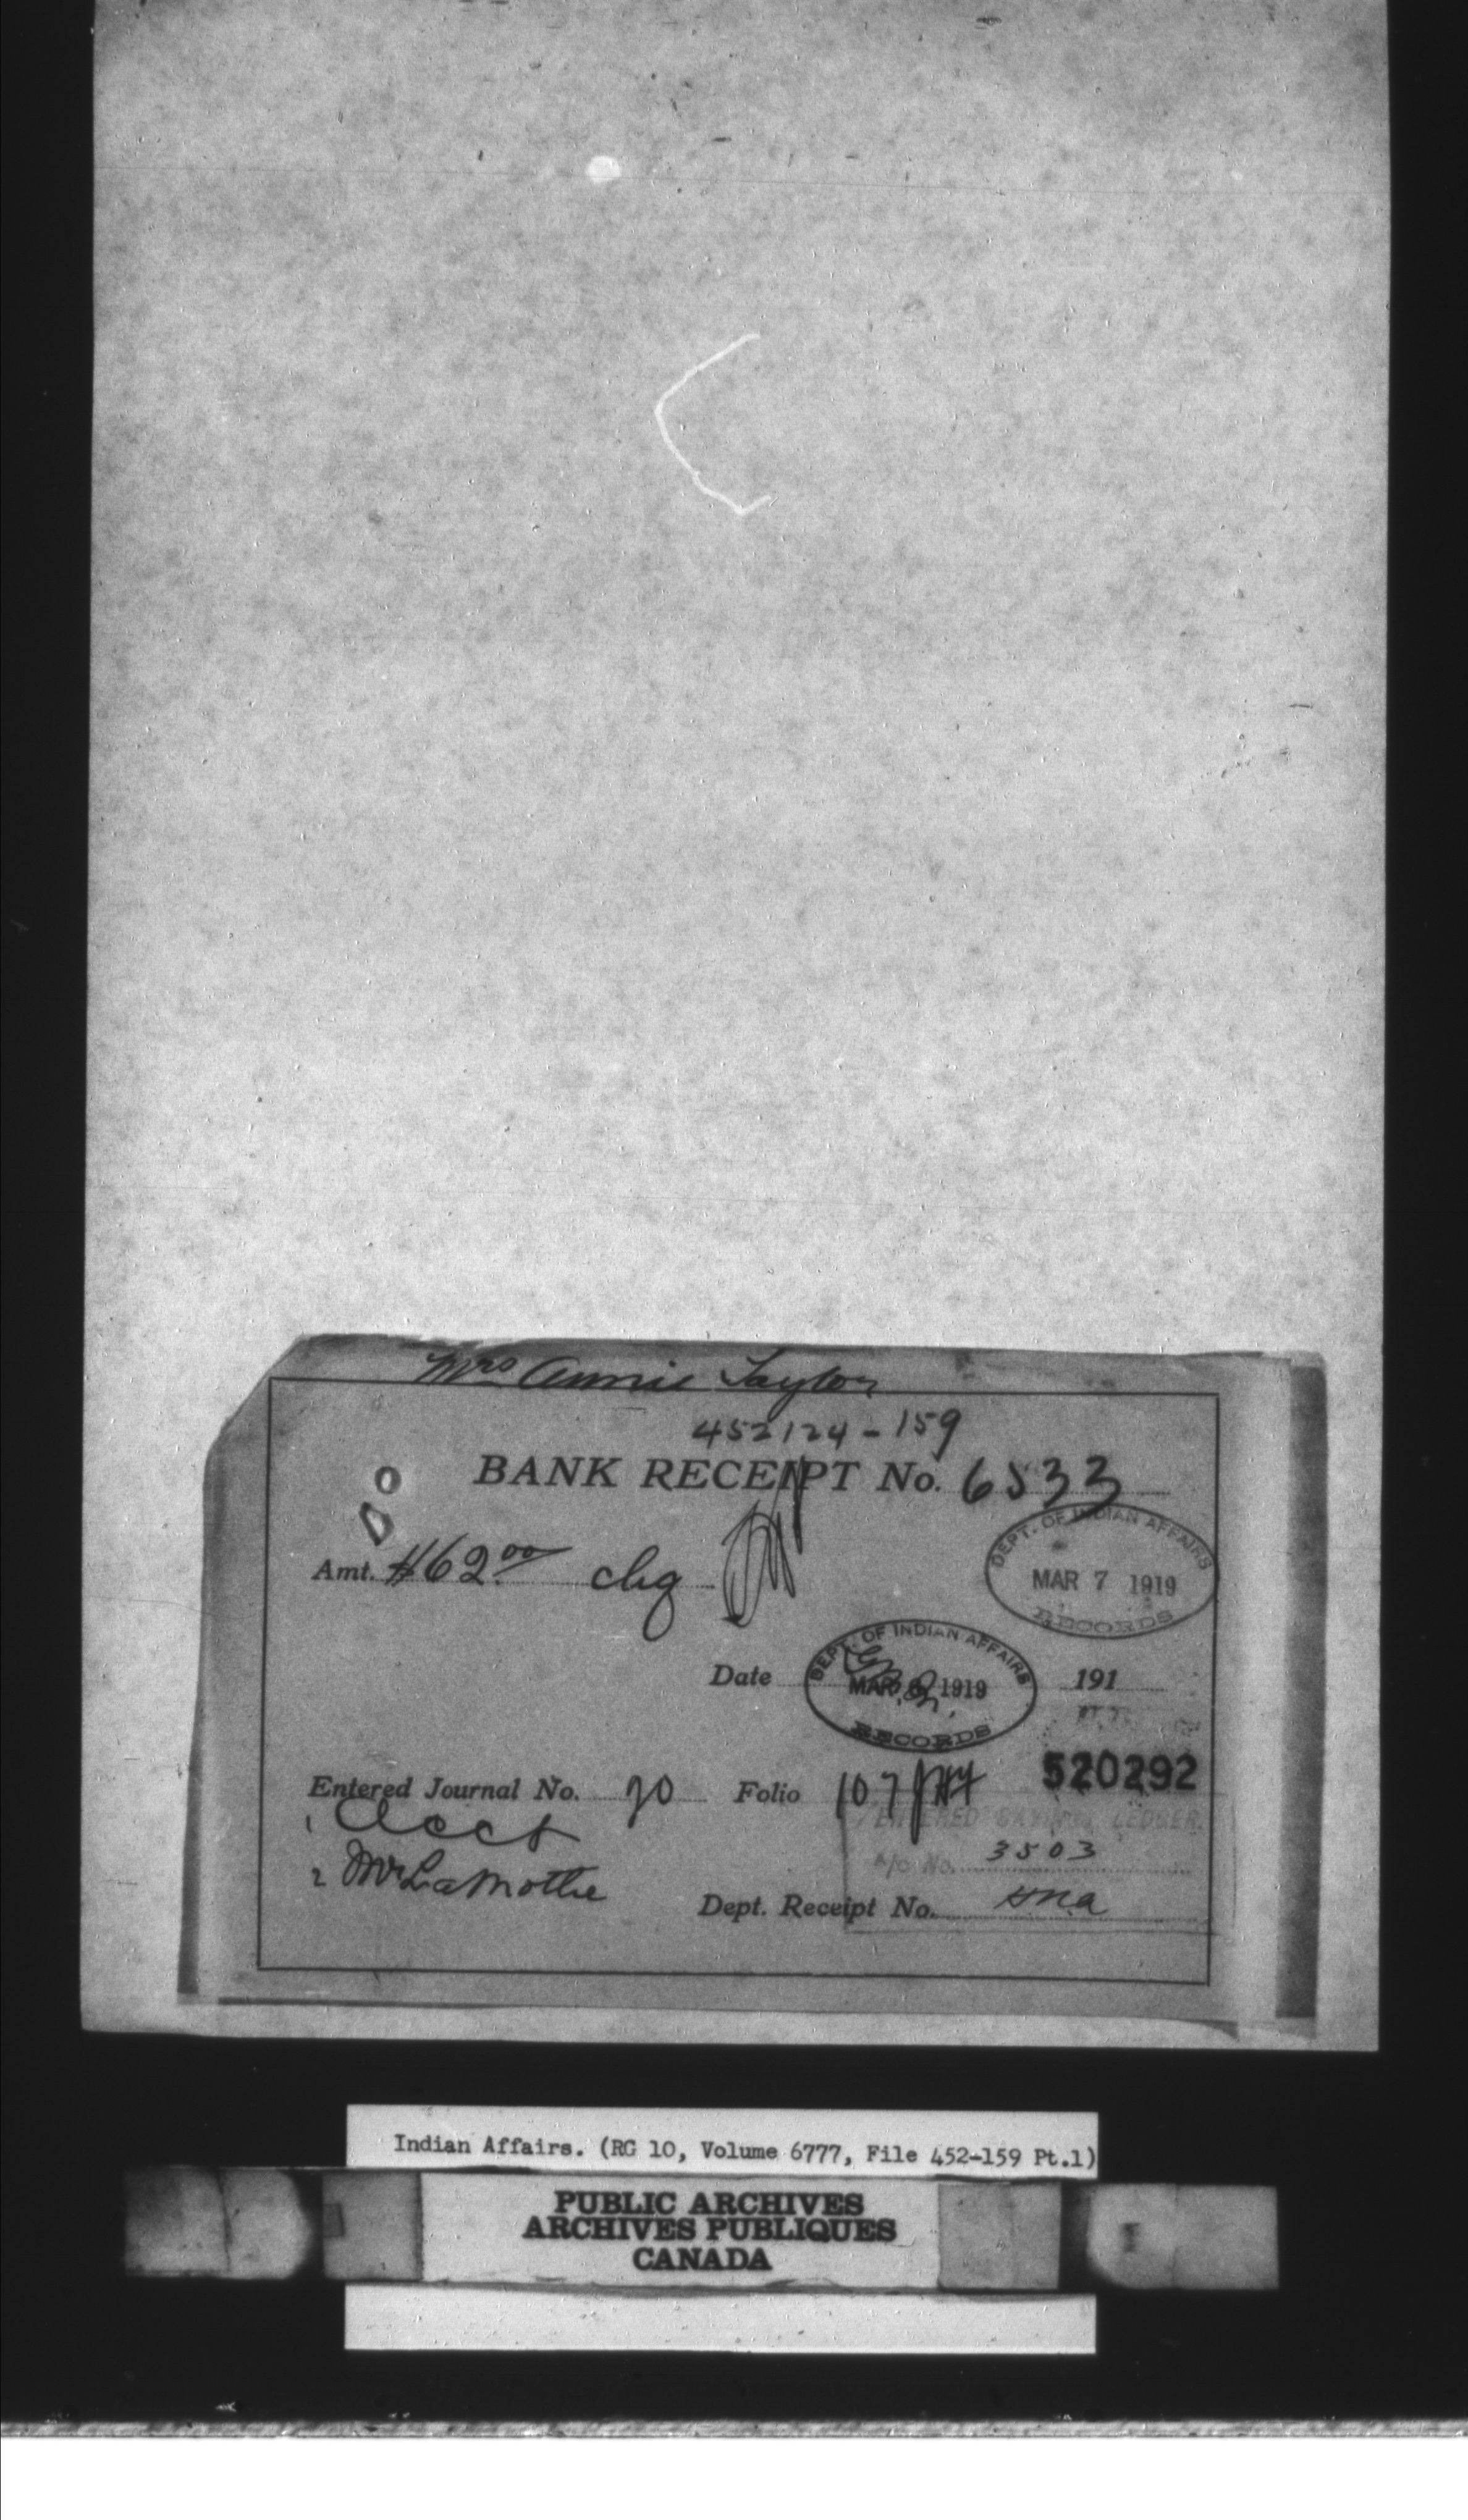 Mrs Annie Taylor
452124-159
BANK RECEIPT No. 6533
Amt. $62.00 chq
DEPT. OF INDIAN AFFAIRS
MAR 7 1919
RECORDS
Date 191
DEPT. OF INDIAN AFFAIRS
MAR 1919
RECORDS
520292
Entered Journal No. 70 Folio 107
ENTERED SAVINGS LEDGER
1 Acct
A/c No. 3503
2 Mr LaMothe
Dept. Receipt No.
Indian Affairs. (RG 10, Volume 6777, File 452-159 Pt.1)
PUBLIC ARCHIVES
ARCHIVES PUBLIQUES
CANADA